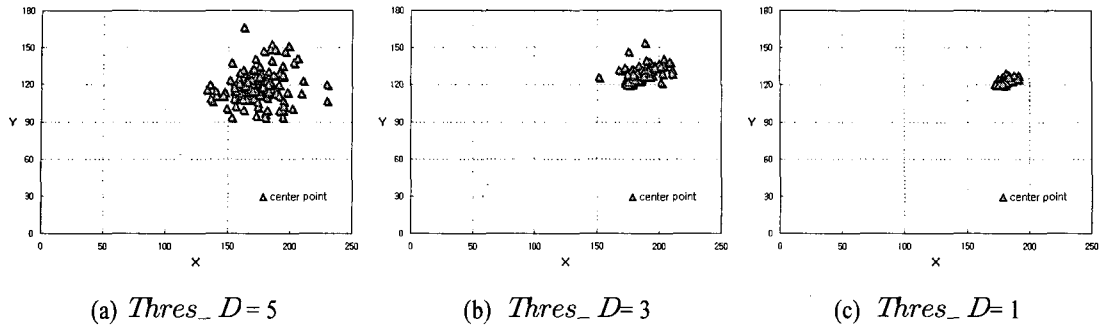 180
150
120
Y 90
60
30
0
△ center point
0 50 100 150 200 250
X
(a) Thres_ D = 5
180
150
120
Y 90
60
30
0
△ center point
0 50 100 150 200 250
X
(b) Thres_ D= 3
180
150
120
Y 90
60
30
0
△ center point
0 50 100 150 200 250
X
(c) Thres_ D= 1